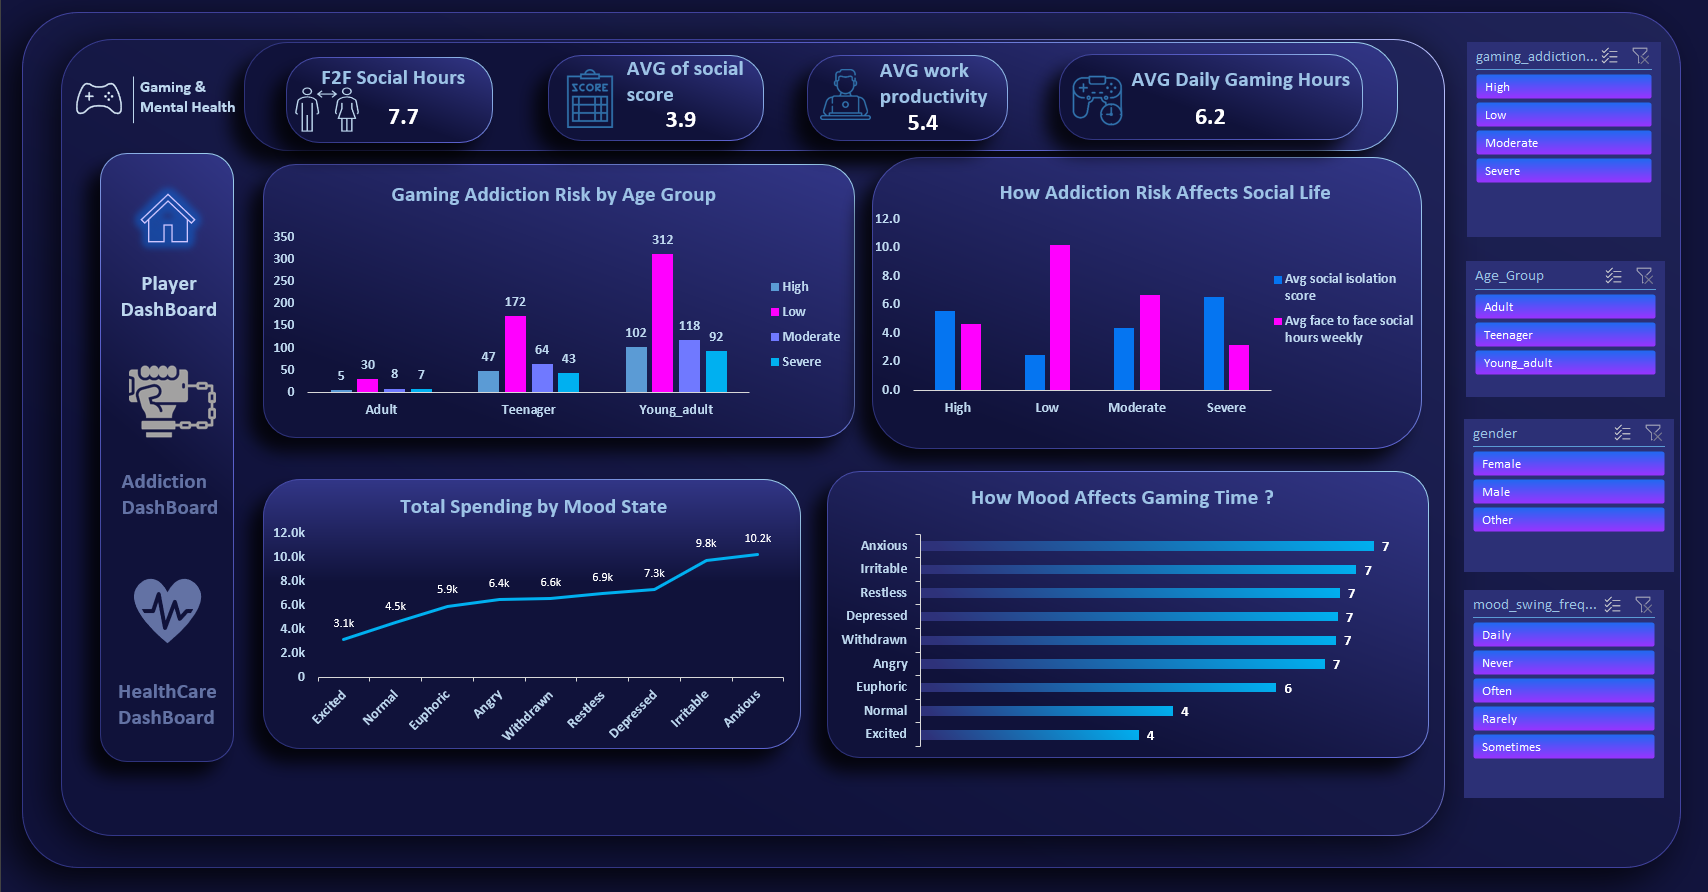 Gaming &
Mental Health
F2F Social Hours
7.7
SCORE
AVG of social
score
3.9
AVG work
productivity
5.4
AVG Daily Gaming Hours
6.2
Player
DashBoard
Addiction
DashBoard
HealthCare
DashBoard
Gaming Addiction Risk by Age Group
350
300
250
200
150
100
50
0
5
30
8
7
47
172
64
43
102
312
118
92
Adult
Teenager
Young_adult
High
Low
Moderate
Severe
How Addiction Risk Affects Social Life
12.0
10.0
8.0
6.0
4.0
2.0
0.0
High
Low
Moderate
Severe
Avg social isolation
score
Avg face to face social
hours weekly
Total Spending by Mood State
12.0k
10.0k
8.0k
6.0k
4.0k
2.0k
0
3.1k
4.5k
5.9k
6.4k
6.6k
6.9k
7.3k
9.8k
10.2k
Excited
Normal
Euphoric
Angry
Withdrawn
Restless
Depressed
Irritable
Anxious
How Mood Affects Gaming Time ?
Anxious 7
Irritable 7
Restless 7
Depressed 7
Withdrawn 7
Angry 7
Euphoric 6
Normal 4
Excited 4
gaming_addiction...
High
Low
Moderate
Severe
Age_Group
Adult
Teenager
Young_adult
gender
Female
Male
Other
mood_swing_freq...
Daily
Never
Often
Rarely
Sometimes